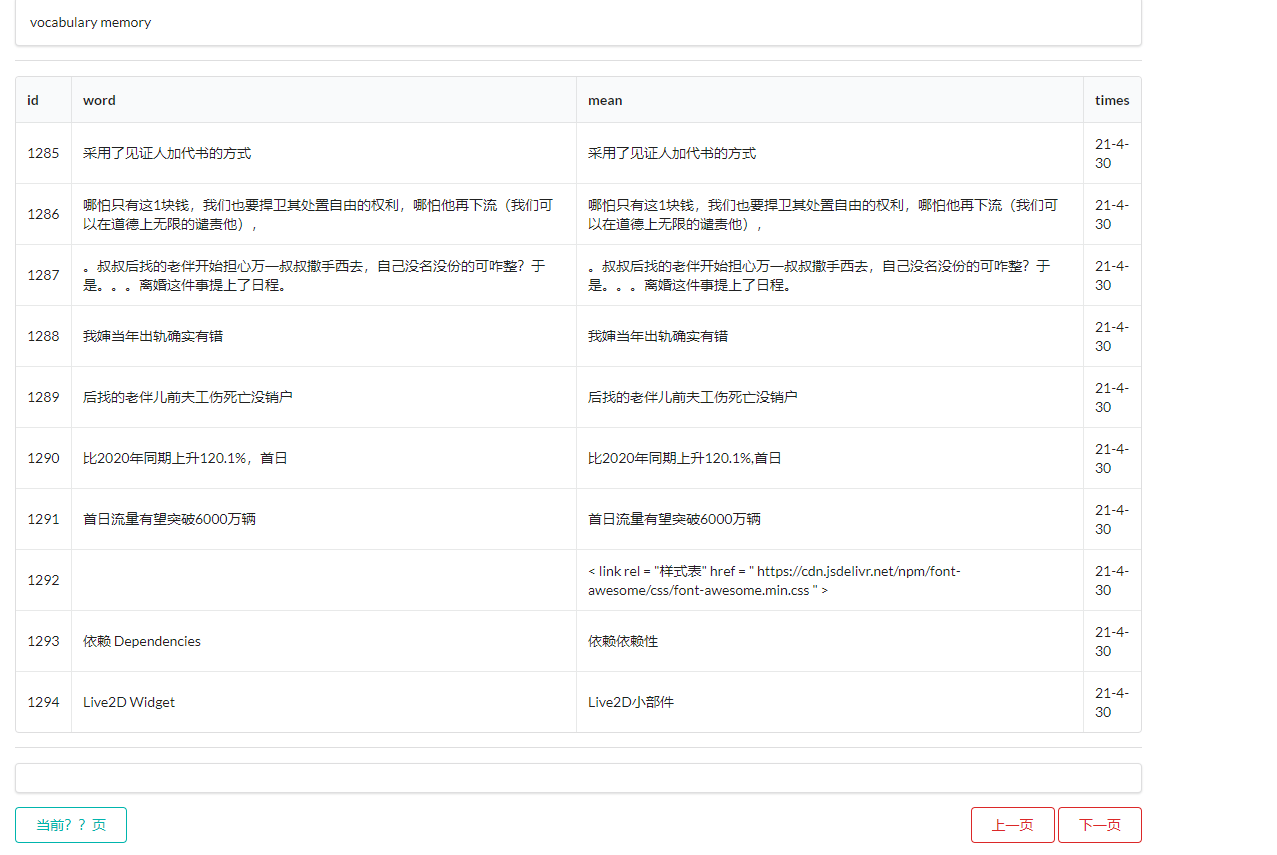 vocabulary memory
id word mean times
1285 采用了见证人加代书的方式 采用了见证人加代书的方式 21-4-
30
1286 哪怕只有这1块钱，我们也要捍卫其处置自由的权利，哪怕他再下流（我们可 哪怕只有这1块钱，我们也要捍卫其处置自由的权利，哪怕他再下流（我们可 21-4-
以在道德上无限的谴责他）， 以在道德上无限的谴责他）， 30
1287 。叔叔后找的老伴开始担心万一叔叔撒手西去，自己没名没份的可咋整？于 。叔叔后找的老伴开始担心万一叔叔撒手西去，自己没名没份的可咋整？于 21-4-
是。。。离婚这件事提上了日程。 是。。。离婚这件事提上了日程。 30
1288 我婶当年出轨确实有错 我婶当年出轨确实有错 21-4-
30
1289 后找的老伴儿前夫工伤死亡没销户 后找的老伴儿前夫工伤死亡没销户 21-4-
30
1290 比2020年同期上升120.1%，首日 比2020年同期上升120.1%,首日 21-4-
30
1291 首日流量有望突破6000万辆 首日流量有望突破6000万辆 21-4-
30
1292 < link rel = "样式表" href = " https://cdn.jsdelivr.net/npm/font- 21-4-
awesome/css/font-awesome.min.css " > 30
1293 依赖 Dependencies 依赖依赖性 21-4-
30
1294 Live2D Widget Live2D小部件 21-4-
30
当前？？页 上一页 下一页